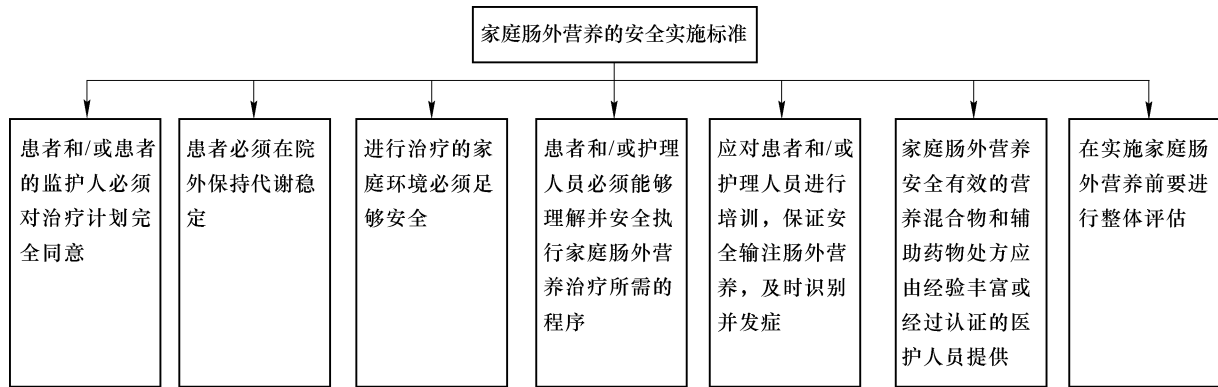 家庭肠外营养的安全实施标准
患者和/或患者
的监护人必须
对治疗计划完
全同意
患者必须在院
外保持代谢稳
定
进行治疗的家
庭环境必须足
够安全
患者和/或护理
人员必须能够
理解并安全执
行家庭肠外营
养治疗所需的
程序
应对患者和/或
护理人员进行
培训，保证安
全输注肠外营
养，及时识别
并发症
家庭肠外营养
安全有效的营
养混合物和辅
助药物处方应
由经验丰富或
经过认证的医
护人员提供
在实施家庭肠
外营养前要进
行整体评估